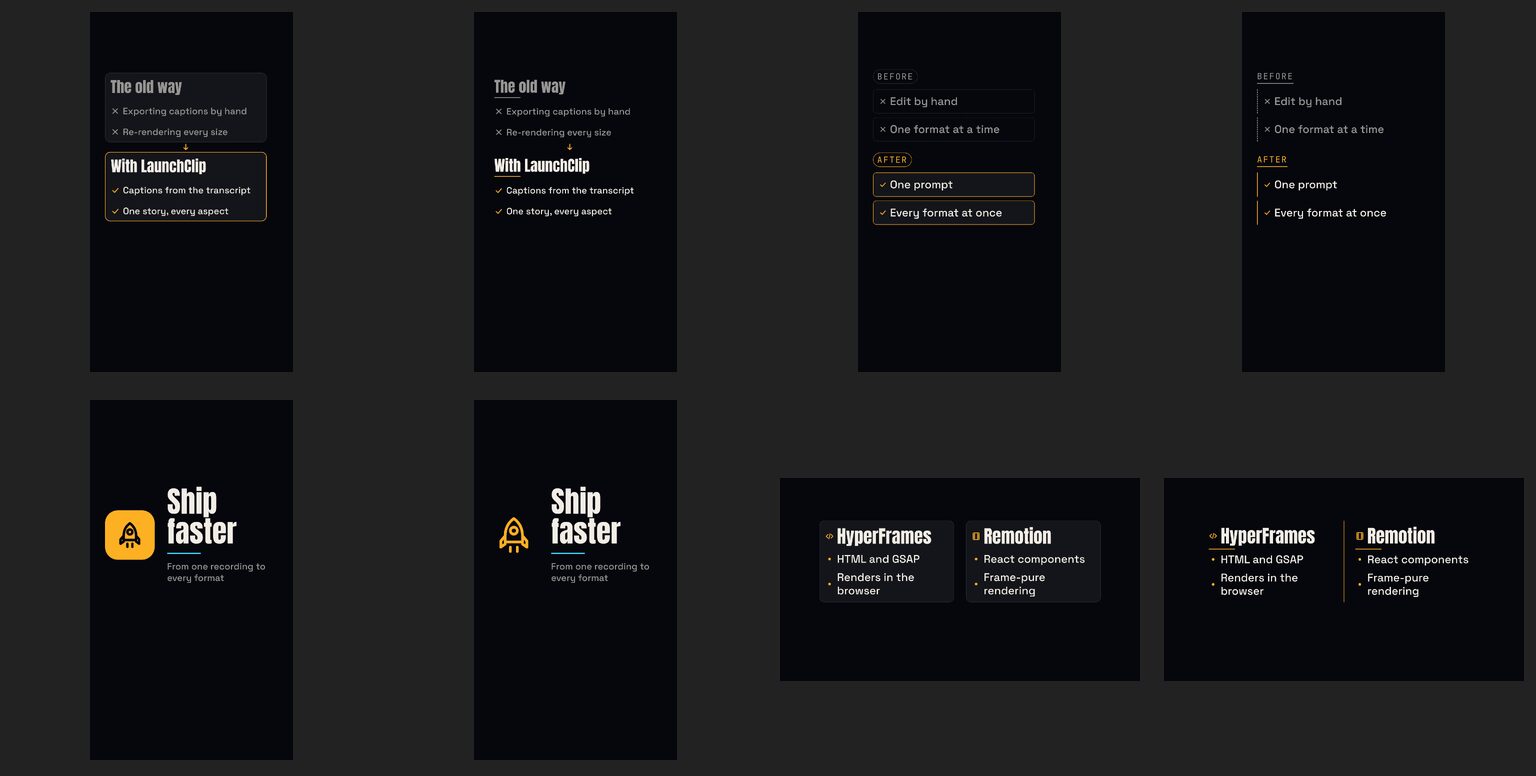 The old way
× Exporting captions by hand
× Re-rendering every size
↓
With LaunchClip
✓ Captions from the transcript
✓ One story, every aspect
The old way
× Exporting captions by hand
× Re-rendering every size
↓
With LaunchClip
✓ Captions from the transcript
✓ One story, every aspect
BEFORE
× Edit by hand
× One format at a time
AFTER
✓ One prompt
✓ Every format at once
BEFORE
× Edit by hand
× One format at a time
AFTER
✓ One prompt
✓ Every format at once
Ship
faster
From one recording to
every format
Ship
faster
From one recording to
every format
</> HyperFrames
• HTML and GSAP
• Renders in the
browser
Remotion
• React components
• Frame-pure
rendering
</> HyperFrames
• HTML and GSAP
• Renders in the
browser
Remotion
• React components
• Frame-pure
rendering